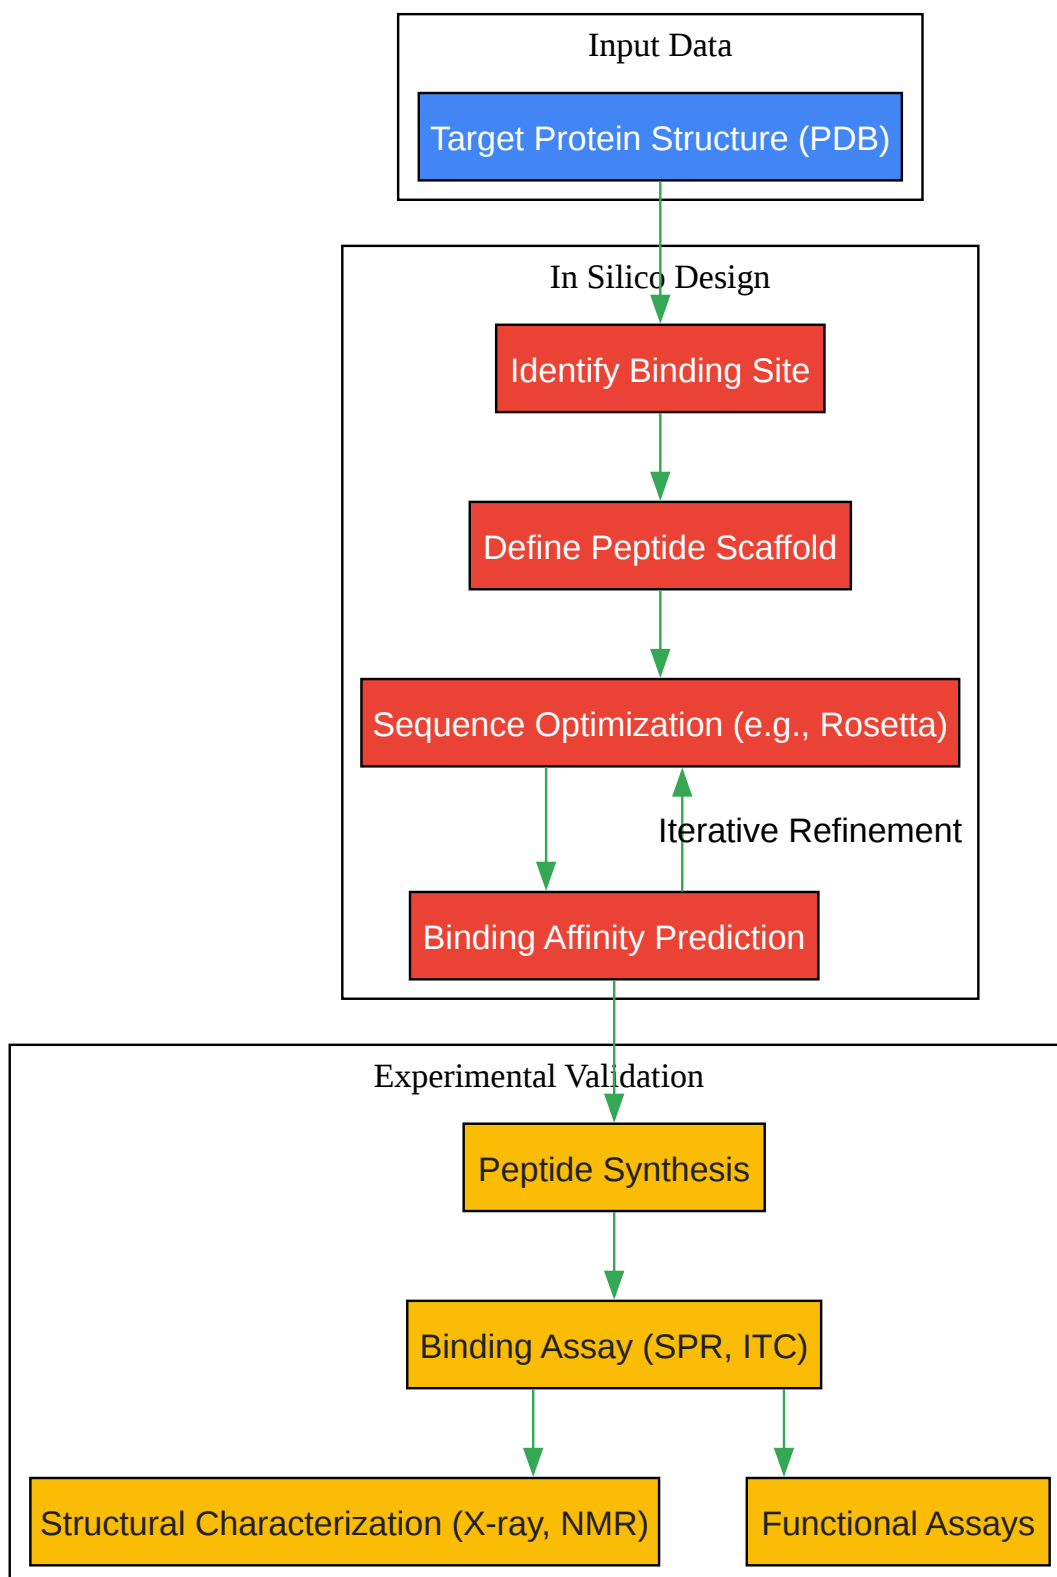 Input Data
Target Protein Structure (PDB)
In Silico Design
Identify Binding Site
Define Peptide Scaffold
Sequence Optimization (e.g., Rosetta)
Iterative Refinement
Binding Affinity Prediction
Experimental Validation
Peptide Synthesis
Binding Assay (SPR, ITC)
Structural Characterization (X-ray, NMR)
Functional Assays